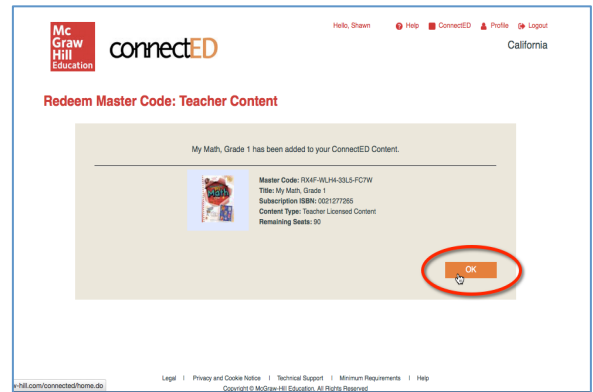 Hello, Shawn Help ConnectED Profile Logout
California
Mc
Graw
Hill
Education
connectED
Redeem Master Code: Teacher Content
My Math, Grade 1 has been added to your ConnectED Content.
Master Code: RX4F-WLH4-33L5-FC7W
Title: My Math, Grade 1
Subscription ISBN: 0021277265
Content Type: Teacher Licensed Content
Remaining Seats: 90
Math
OK
Legal I Privacy and Cookie Notice I Technical Support I Minimum Requirements I Help
Copyright © McGraw-Hill Education. All Rights Reserved
v-hill.com/connected/home.do